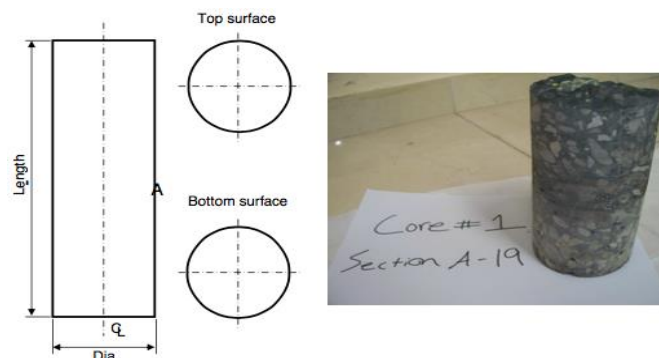 Top surface
Length
A
Bottom surface
CL
Dia
Core #1
Section A-19